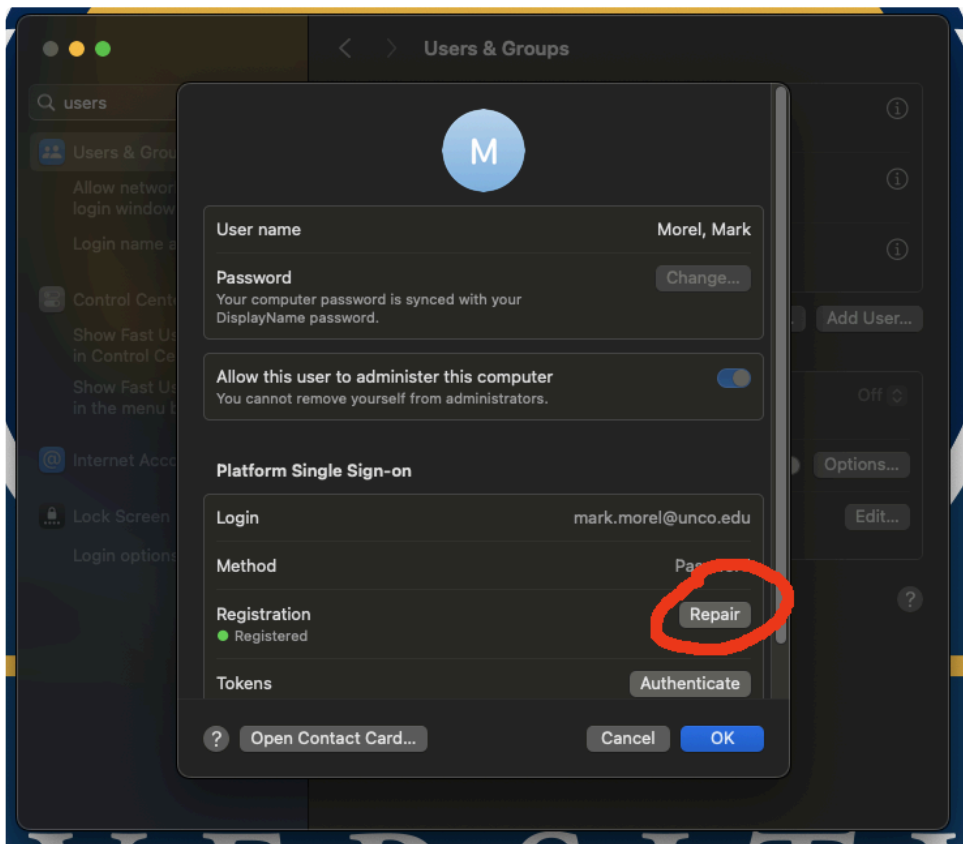 Users & Groups
users
Users & Grou
Allow networ
login window
Login name a
Control Cente
Show Fast Us
in Control Ce
Show Fast Us
in the menu b
Internet Acco
Lock Screen
Login options
Add User...
Off
Options...
Edit...
?
M
User name
Morel, Mark
Password
Change...
Your computer password is synced with your
DisplayName password.
Allow this user to administer this computer
You cannot remove yourself from administrators.
Platform Single Sign-on
Login
mark.morel@unco.edu
Method
Registration
Repair
Registered
Tokens
Authenticate
?
Open Contact Card...
Cancel
OK